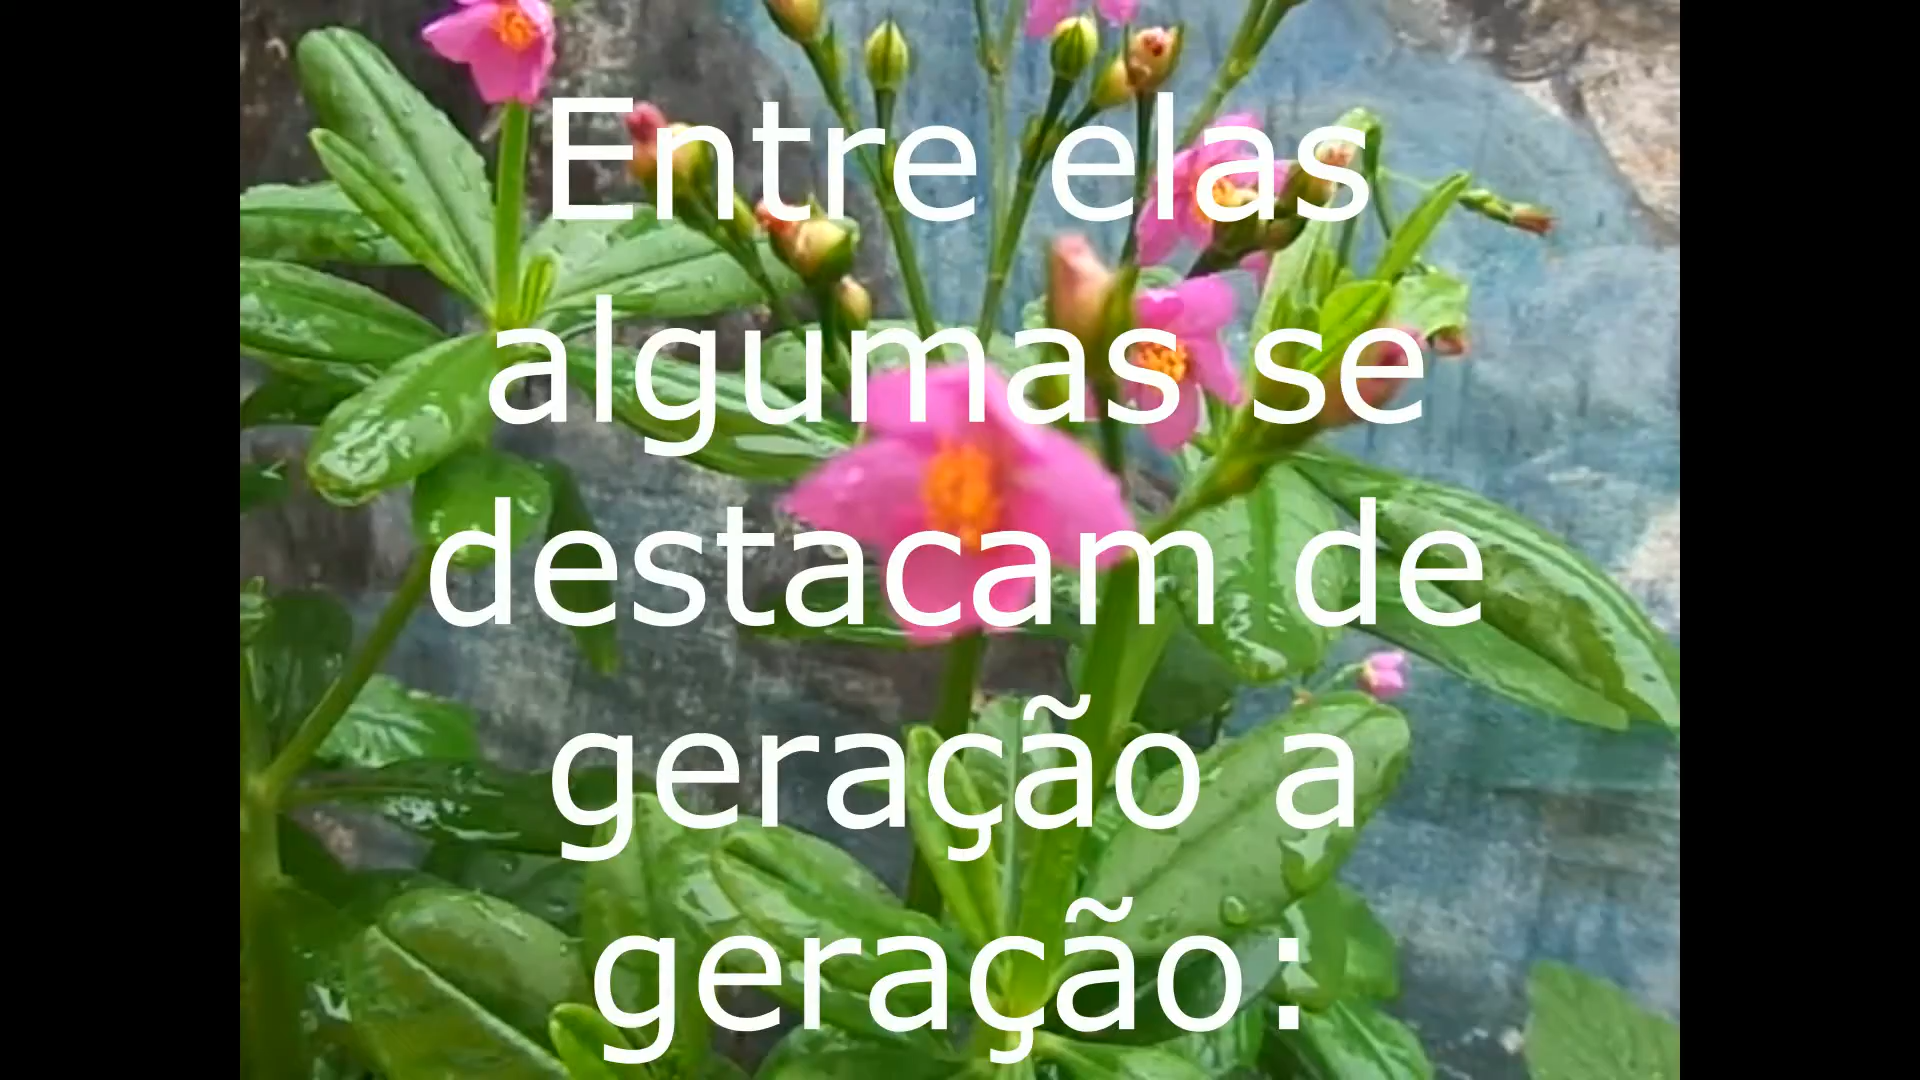 Entre elas
algumas se
destacam de
geração a
geração: